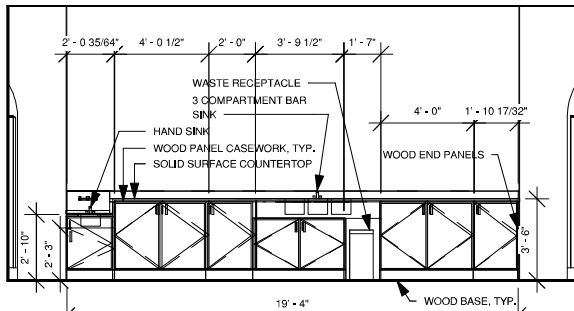 2' - 0 35/64" 4' - 0 1/2" 2' - 0" 3' - 9 1/2" 1' - 7"
WASTE RECEPTACLE
3 COMPARTMENT BAR
SINK
4' - 0" 1' - 10 17/32"
HAND SINK
WOOD PANEL CASEWORK, TYP.
SOLID SURFACE COUNTERTOP
WOOD END PANELS
2' - 10"
2' - 3"
3' - 6"
19' - 4"
WOOD BASE, TYP.